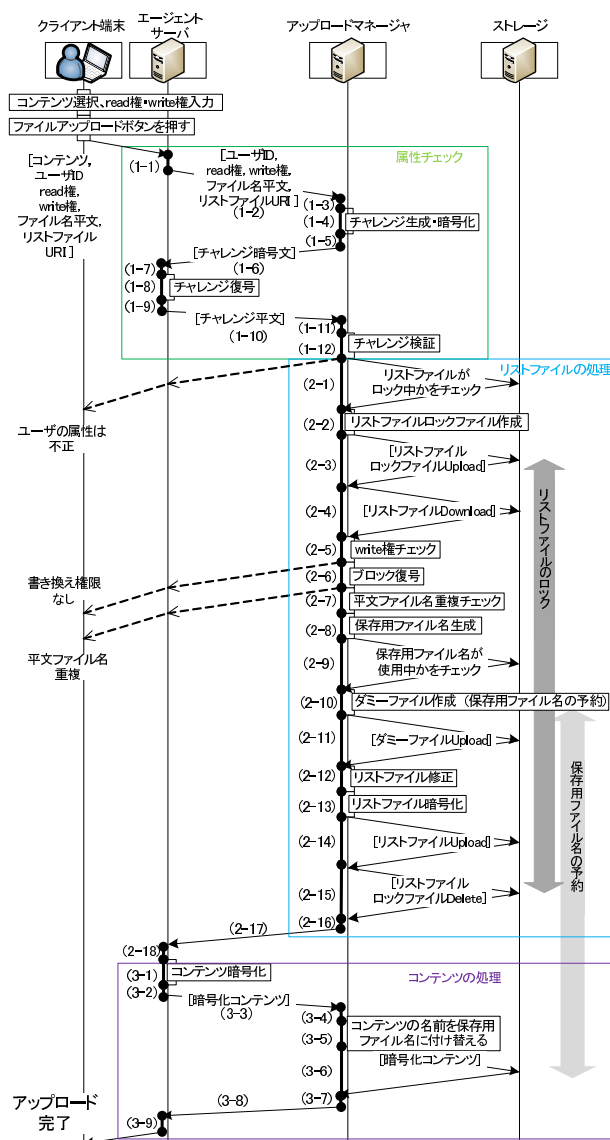 クライアント端末
エージェント
サーバ
アップロードマネージャ
ストレージ
コンテンツ選択、read権・write権入力
ファイルアップロードボタンを押す
[コンテンツ,
ユーザID
read権,
write権,
ファイル名平文,
リストファイル
URI]
(1-1)
[ユーザID,
read権, write権,
ファイル名平文,
リストファイルURI]
(1-2)
属性チェック
(1-3)
(1-4)
チャレンジ生成・暗号化
(1-5)
[チャレンジ暗号文]
(1-6)
(1-7)
(1-8)
チャレンジ復号
(1-9)
[チャレンジ平文]
(1-10)
(1-11)
チャレンジ検証
(1-12)
リストファイルの処理
(2-1)
リストファイルが
ロック中かをチェック
ユーザの属性は
不正
(2-2)
リストファイルロックファイル作成
(2-3)
[リストファイル
ロックファイルUpload]
(2-4)
[リストファイルDownload]
リストファイルのロック
(2-5)
write権チェック
(2-6)
ブロック復号
書き換え権限
なし
(2-7)
平文ファイル名重複チェック
(2-8)
保存用ファイル名生成
平文ファイル名
重複
(2-9)
保存用ファイル名が
使用中かをチェック
(2-10)
ダミーファイル作成（保存用ファイル名の予約）
(2-11)
[ダミーファイルUpload]
保存用ファイル名の予約
(2-12)
リストファイル修正
(2-13)
リストファイル暗号化
(2-14)
[リストファイルUpload]
(2-15)
[リストファイル
ロックファイルDelete]
(2-16)
(2-17)
(2-18)
コンテンツの処理
(3-1)
コンテンツ暗号化
(3-2)
[暗号化コンテンツ]
(3-3)
(3-4)
(3-5)
コンテンツの名前を保存用
ファイル名に付け替える
(3-6)
[暗号化コンテンツ]
(3-7)
(3-8)
(3-9)
アップロード
完了